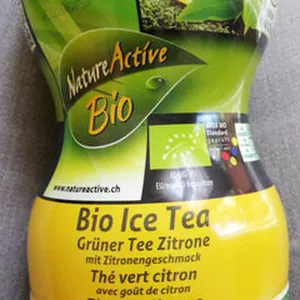 NatureActive
Bio
www.natureactive.ch
Bio Ice Tea
Grüner Tee Zitrone
mit Zitronengeschmack
Thé vert citron
avec goût de citron